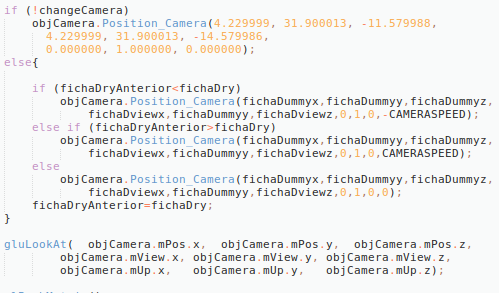 if (!changeCamera)
objCamera.Position_Camera(4.229999, 31.900013, -11.579988,
4.229999, 31.900013, -14.579986,
0.000000, 1.000000, 0.000000);
else{
if (fichaDryAnterior<fichaDry)
objCamera.Position_Camera(fichaDummyx,fichaDummyy,fichaDummyz,
fichaDviewx,fichaDummyy,fichaDviewz,0,1,0,-CAMERASPEED);
else if (fichaDryAnterior>fichaDry)
objCamera.Position_Camera(fichaDummyx,fichaDummyy,fichaDummyz,
fichaDviewx,fichaDummyy,fichaDviewz,0,1,0,CAMERASPEED);
else
objCamera.Position_Camera(fichaDummyx,fichaDummyy,fichaDummyz,
fichaDviewx,fichaDummyy,fichaDviewz,0,1,0,0);
fichaDryAnterior=fichaDry;
}
gluLookAt( objCamera.mPos.x, objCamera.mPos.y, objCamera.mPos.z,
objCamera.mView.x, objCamera.mView.y, objCamera.mView.z,
objCamera.mUp.x, objCamera.mUp.y, objCamera.mUp.z);